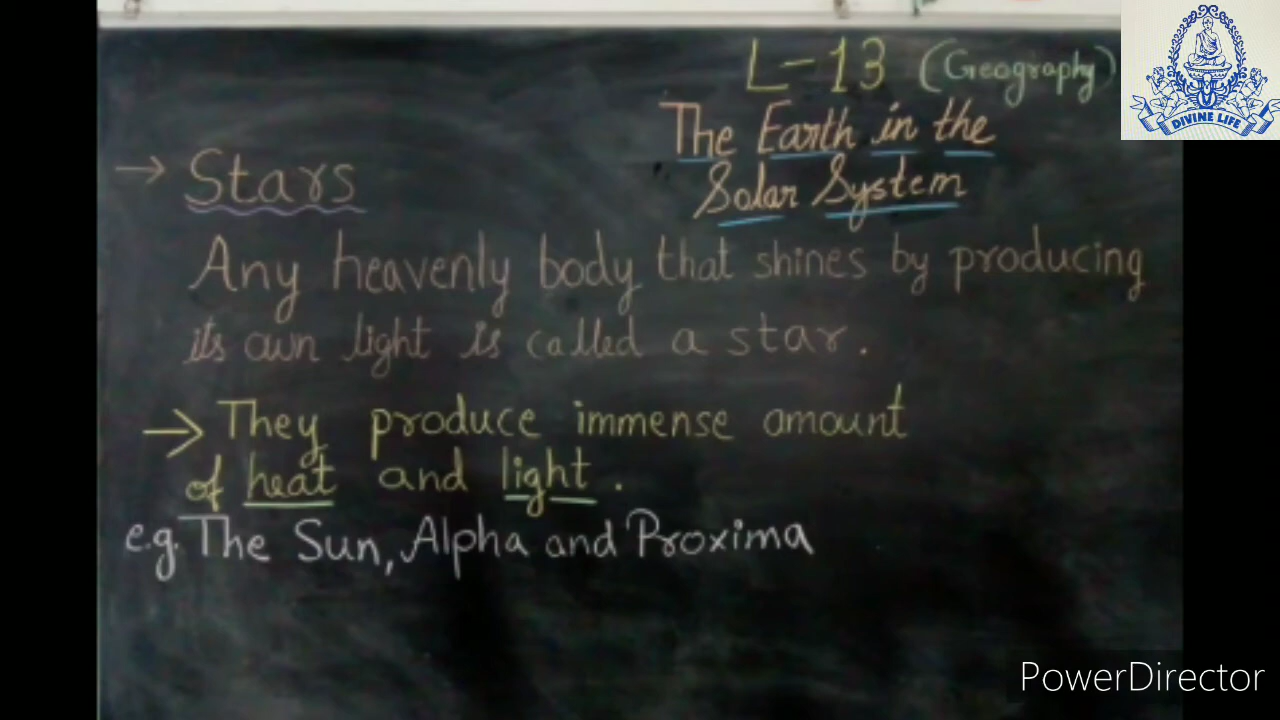 L-13 (Geography)
The Earth in the
Solar System
→ Stars
Any heavenly body that shines by producing
its own light is called a star.
→ They produce immense amount
of heat and light.
e.g. The Sun, Alpha and Proxima
DIVINE LIFE
PowerDirector